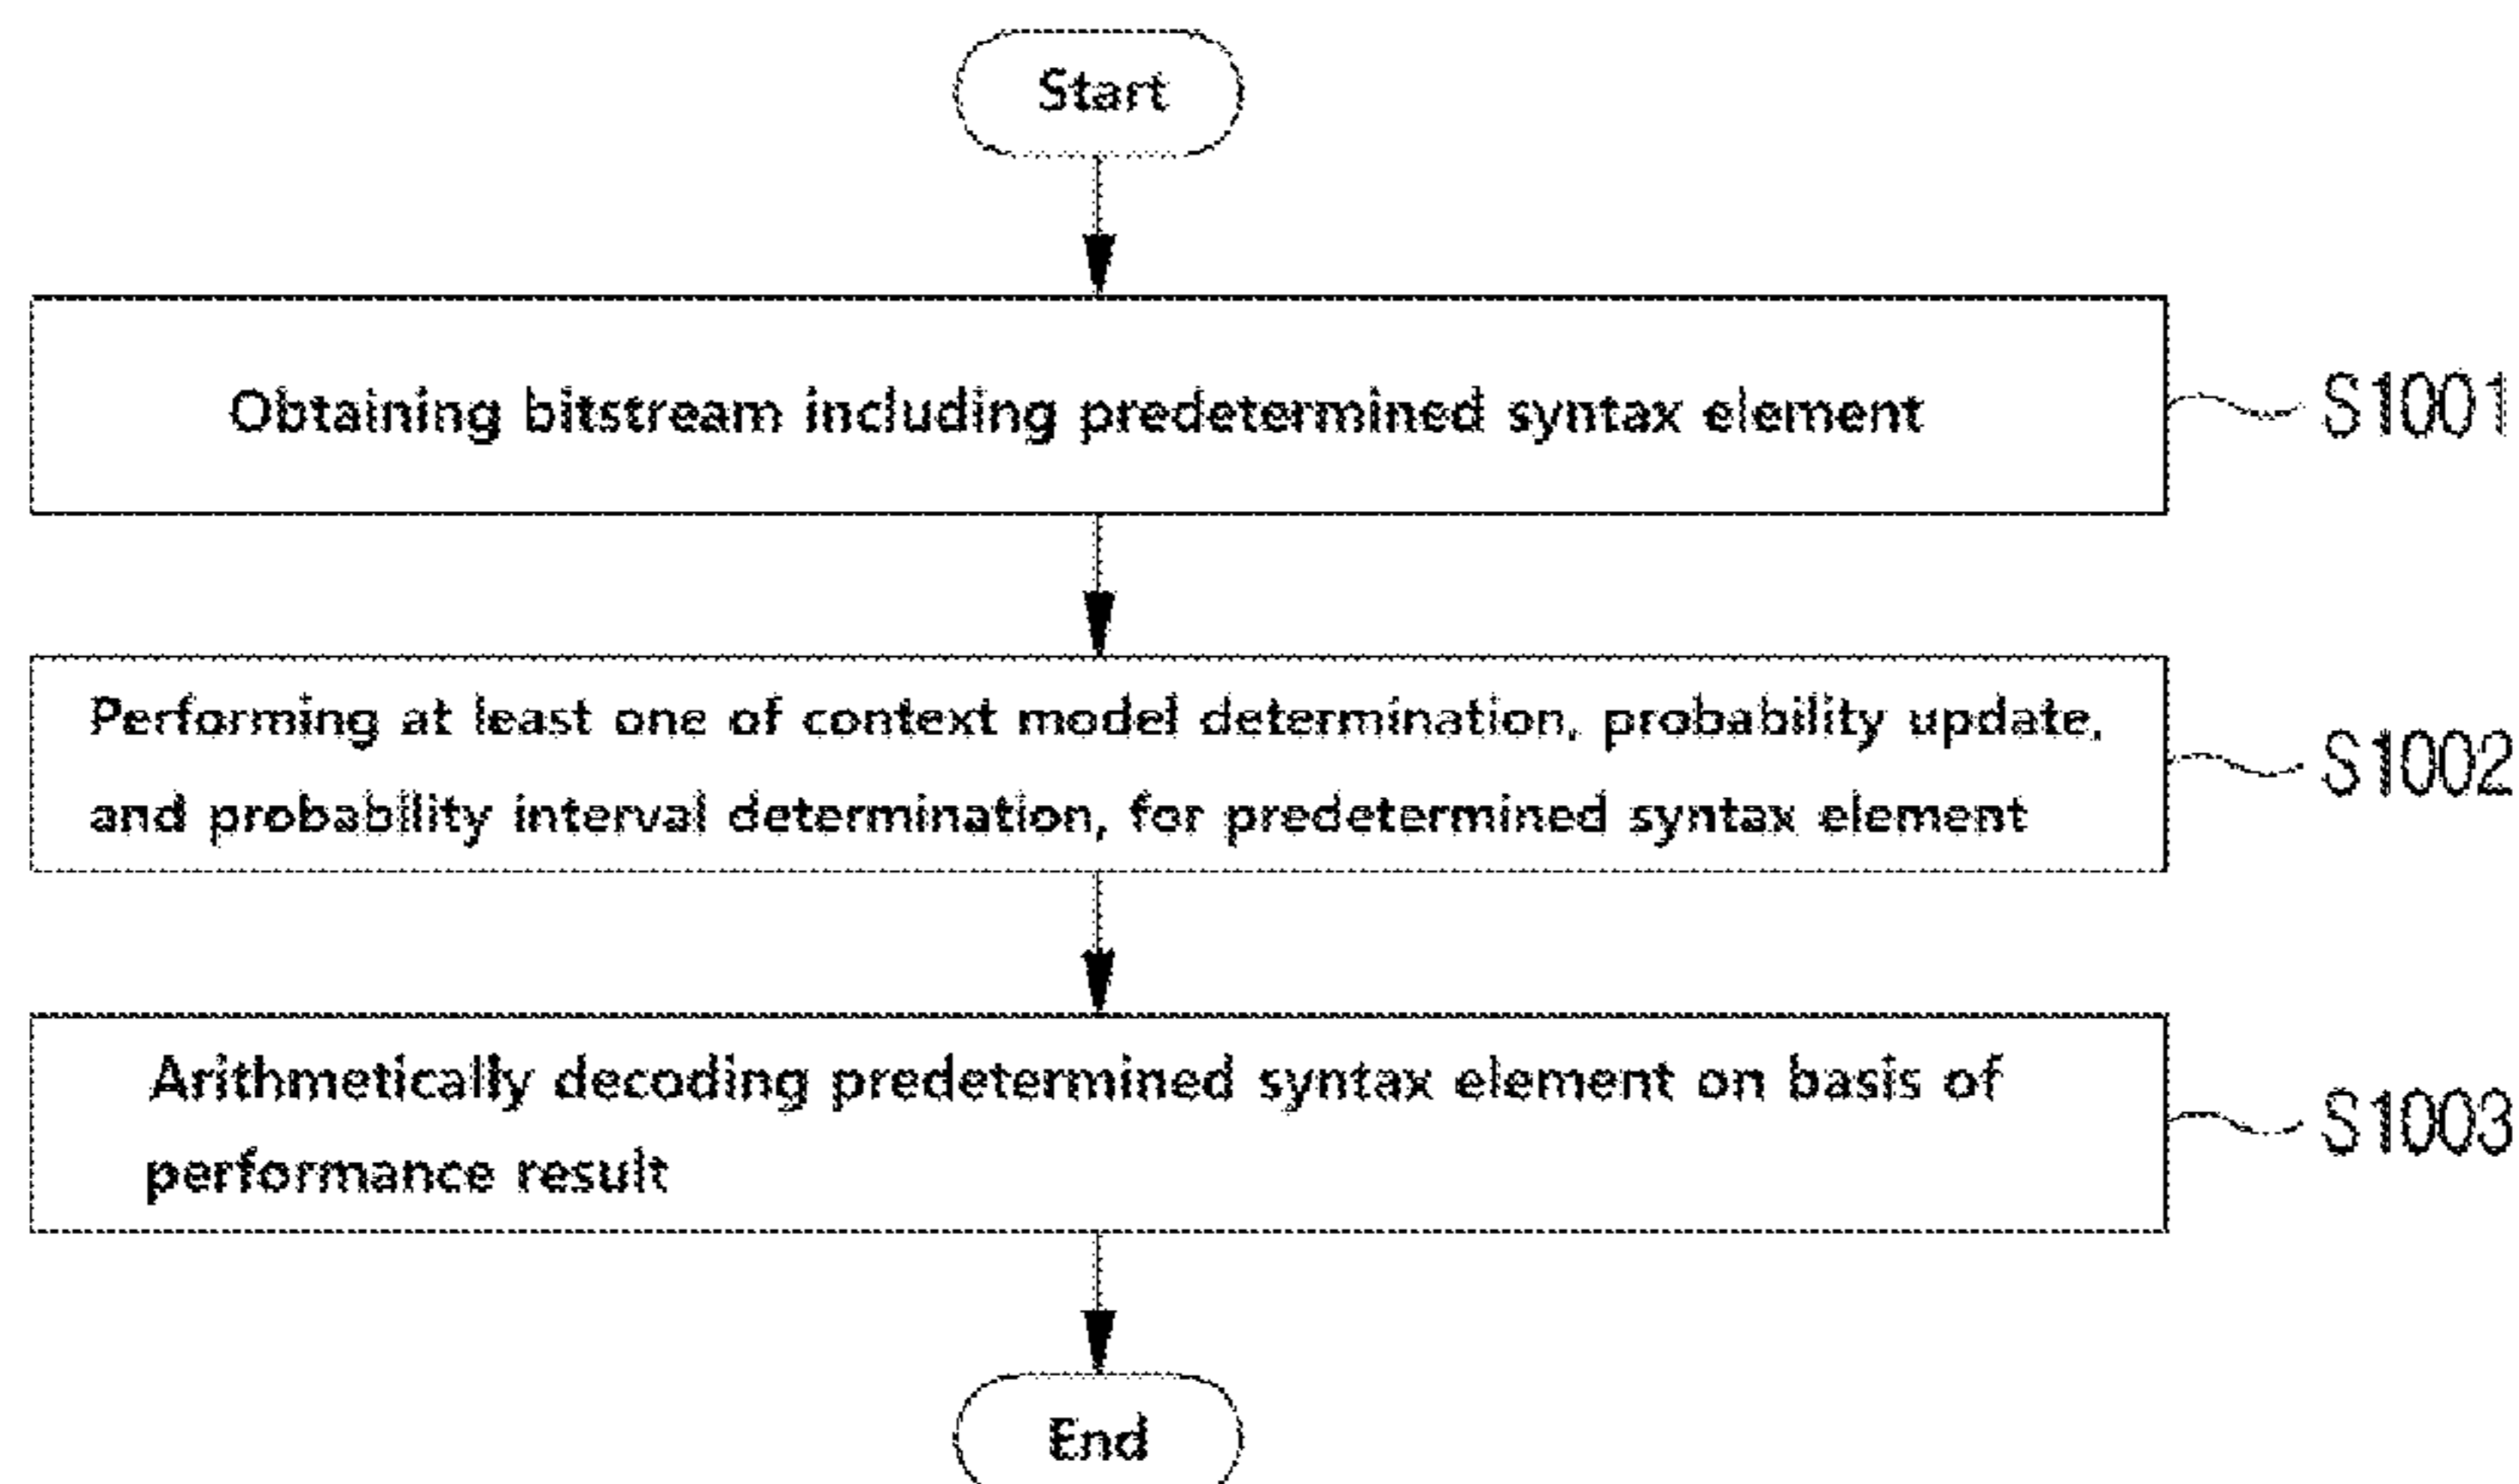 Start
Obtaining bitstream including predetermined syntax element
S1001
Performing at least one of context model determination, probability update,
and probability interval determination, for predetermined syntax element
S1002
Arithmetically decoding predetermined syntax element on basis of
performance result
S1003
End